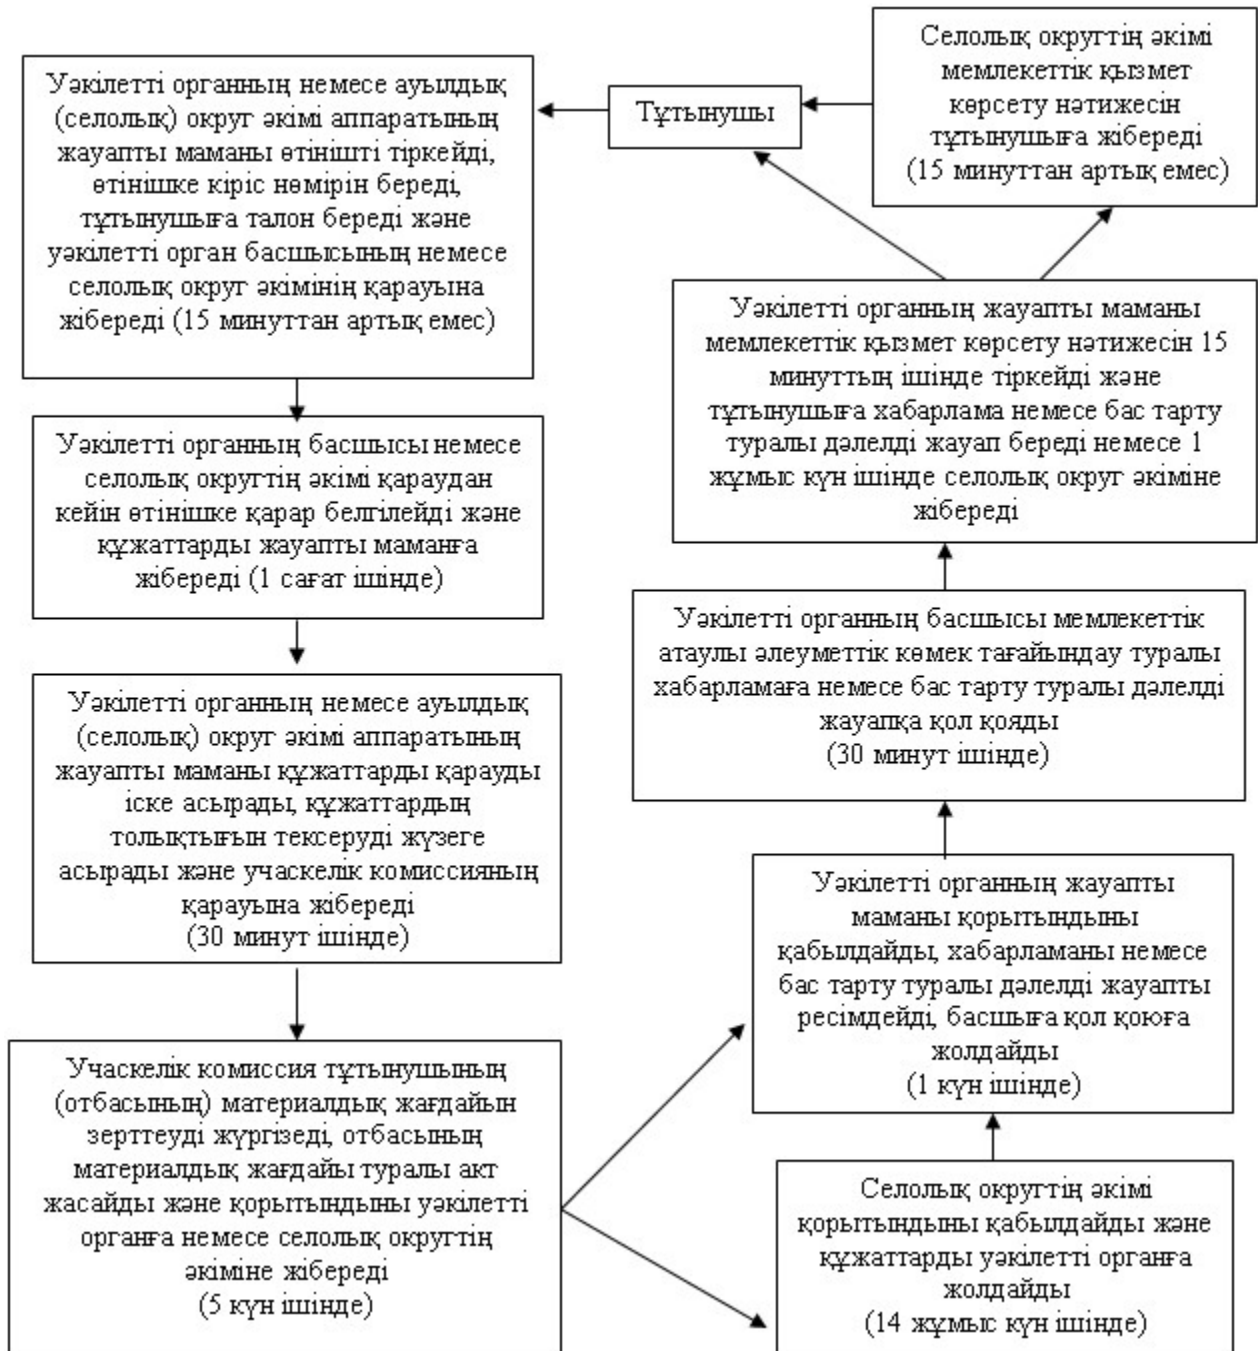 Тұтынушы
Уәкілетті органның немесе ауылдық
(селолық) округ әкімі аппаратының
жауапты маманы өтінішті тіркейді,
өтінішке кіріс нөмірін береді,
тұтынушыға талон береді және
уәкілетті орган басшысының немесе
селолық округ әкімінің қарауына
жібереді (15 минуттан артық емес)
Уәкілетті органның басшысы немесе
селолық округтің әкімі қараудан
кейін өтінішке қарар белгілейді және
құжаттарды жауапты маманға
жібереді (1 сағат ішінде)
Уәкілетті органның немесе ауылдық
(селолық) округ әкімі аппаратының
жауапты маманы құжаттарды қарауды
іске асырады, құжаттардың
толықтығын тексеруді жүзеге
асырады және учаскелік комиссияның
қарауына жібереді
(30 минут ішінде)
Учаскелік комиссия тұтынушының
(отбасының) материалдық жағдайын
зерттеуді жүргізеді, отбасының
материалдық жағдайы туралы акт
жасайды және қорытындыны уәкілетті
органға немесе селолық округтің
әкіміне жібереді
(5 күн ішінде)
Селолық округтің әкімі
қорытындыны қабылдайды және
құжаттарды уәкілетті органға
жолдайды
(14 жұмыс күн ішінде)
Уәкілетті органның жауапты
маманы қорытындыны
қабылдайды, хабарламаны немесе
бас тарту туралы дәлелді жауапты
ресімдейді, басшыға қол қоюға
жолдайды
(1 күн ішінде)
Уәкілетті органның басшысы мемлекеттік
атаулы әлеуметтік көмек тағайындау туралы
хабарламаға немесе бас тарту туралы дәлелді
жауапқа қол қояды
(30 минут ішінде)
Уәкілетті органның жауапты маманы
мемлекеттік қызмет көрсету нәтижесін 15
минуттың ішінде тіркейді және
тұтынушыға хабарлама немесе бас тарту
туралы дәлелді жауап береді немесе 1
жұмыс күн ішінде селолық округ әкіміне
жібереді
Селолық округтің әкімі
мемлекеттік қызмет
көрсету нәтижесін
тұтынушыға жібереді
(15 минуттан артық емес)